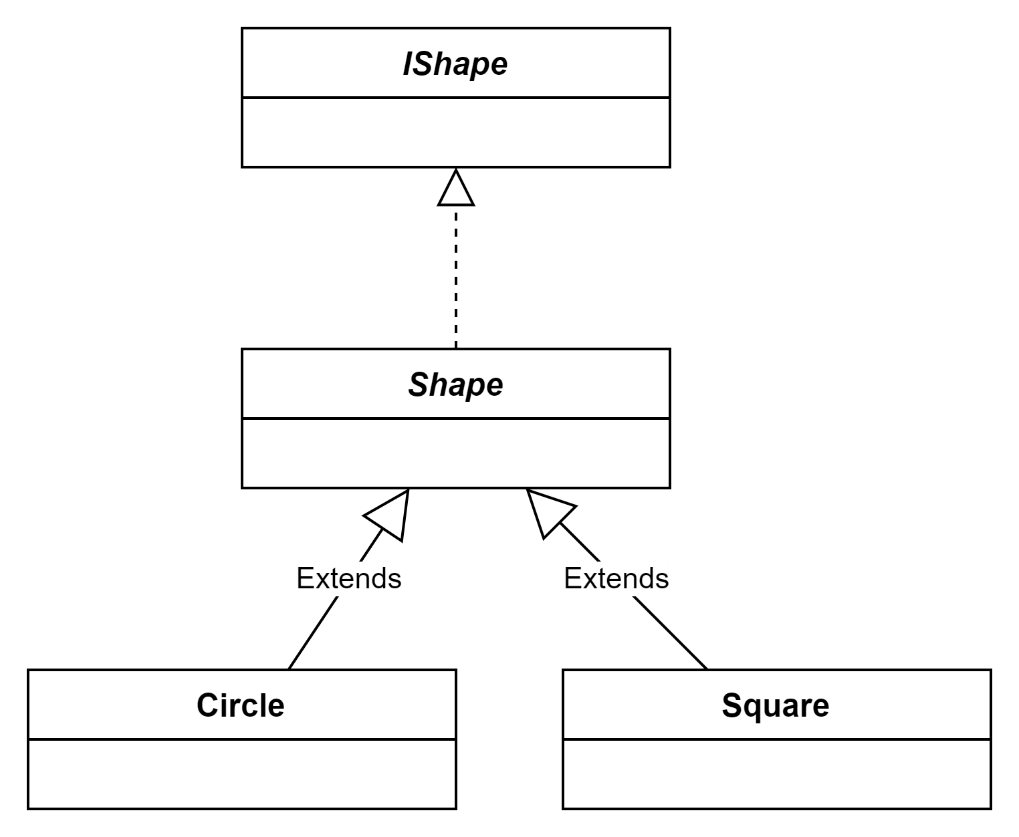 IShape
Shape
Extends
Extends
Circle
Square